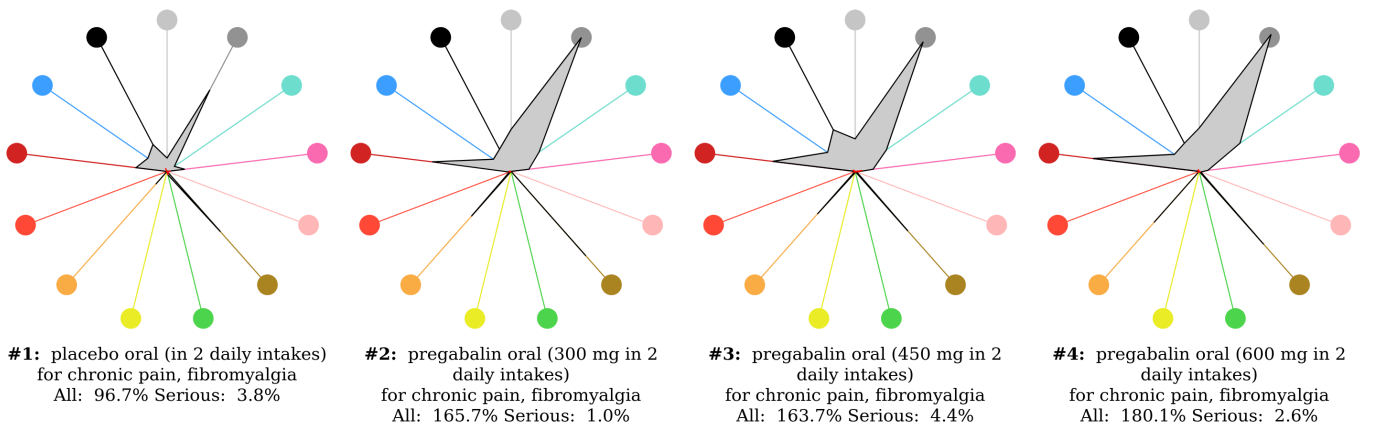 #1: placebo oral (in 2 daily intakes)
for chronic pain, fibromyalgia
All: 96.7% Serious: 3.8%
#2: pregabalin oral (300 mg in 2
daily intakes)
for chronic pain, fibromyalgia
All: 165.7% Serious: 1.0%
#3: pregabalin oral (450 mg in 2
daily intakes)
for chronic pain, fibromyalgia
All: 163.7% Serious: 4.4%
#4: pregabalin oral (600 mg in 2
daily intakes)
for chronic pain, fibromyalgia
All: 180.1% Serious: 2.6%